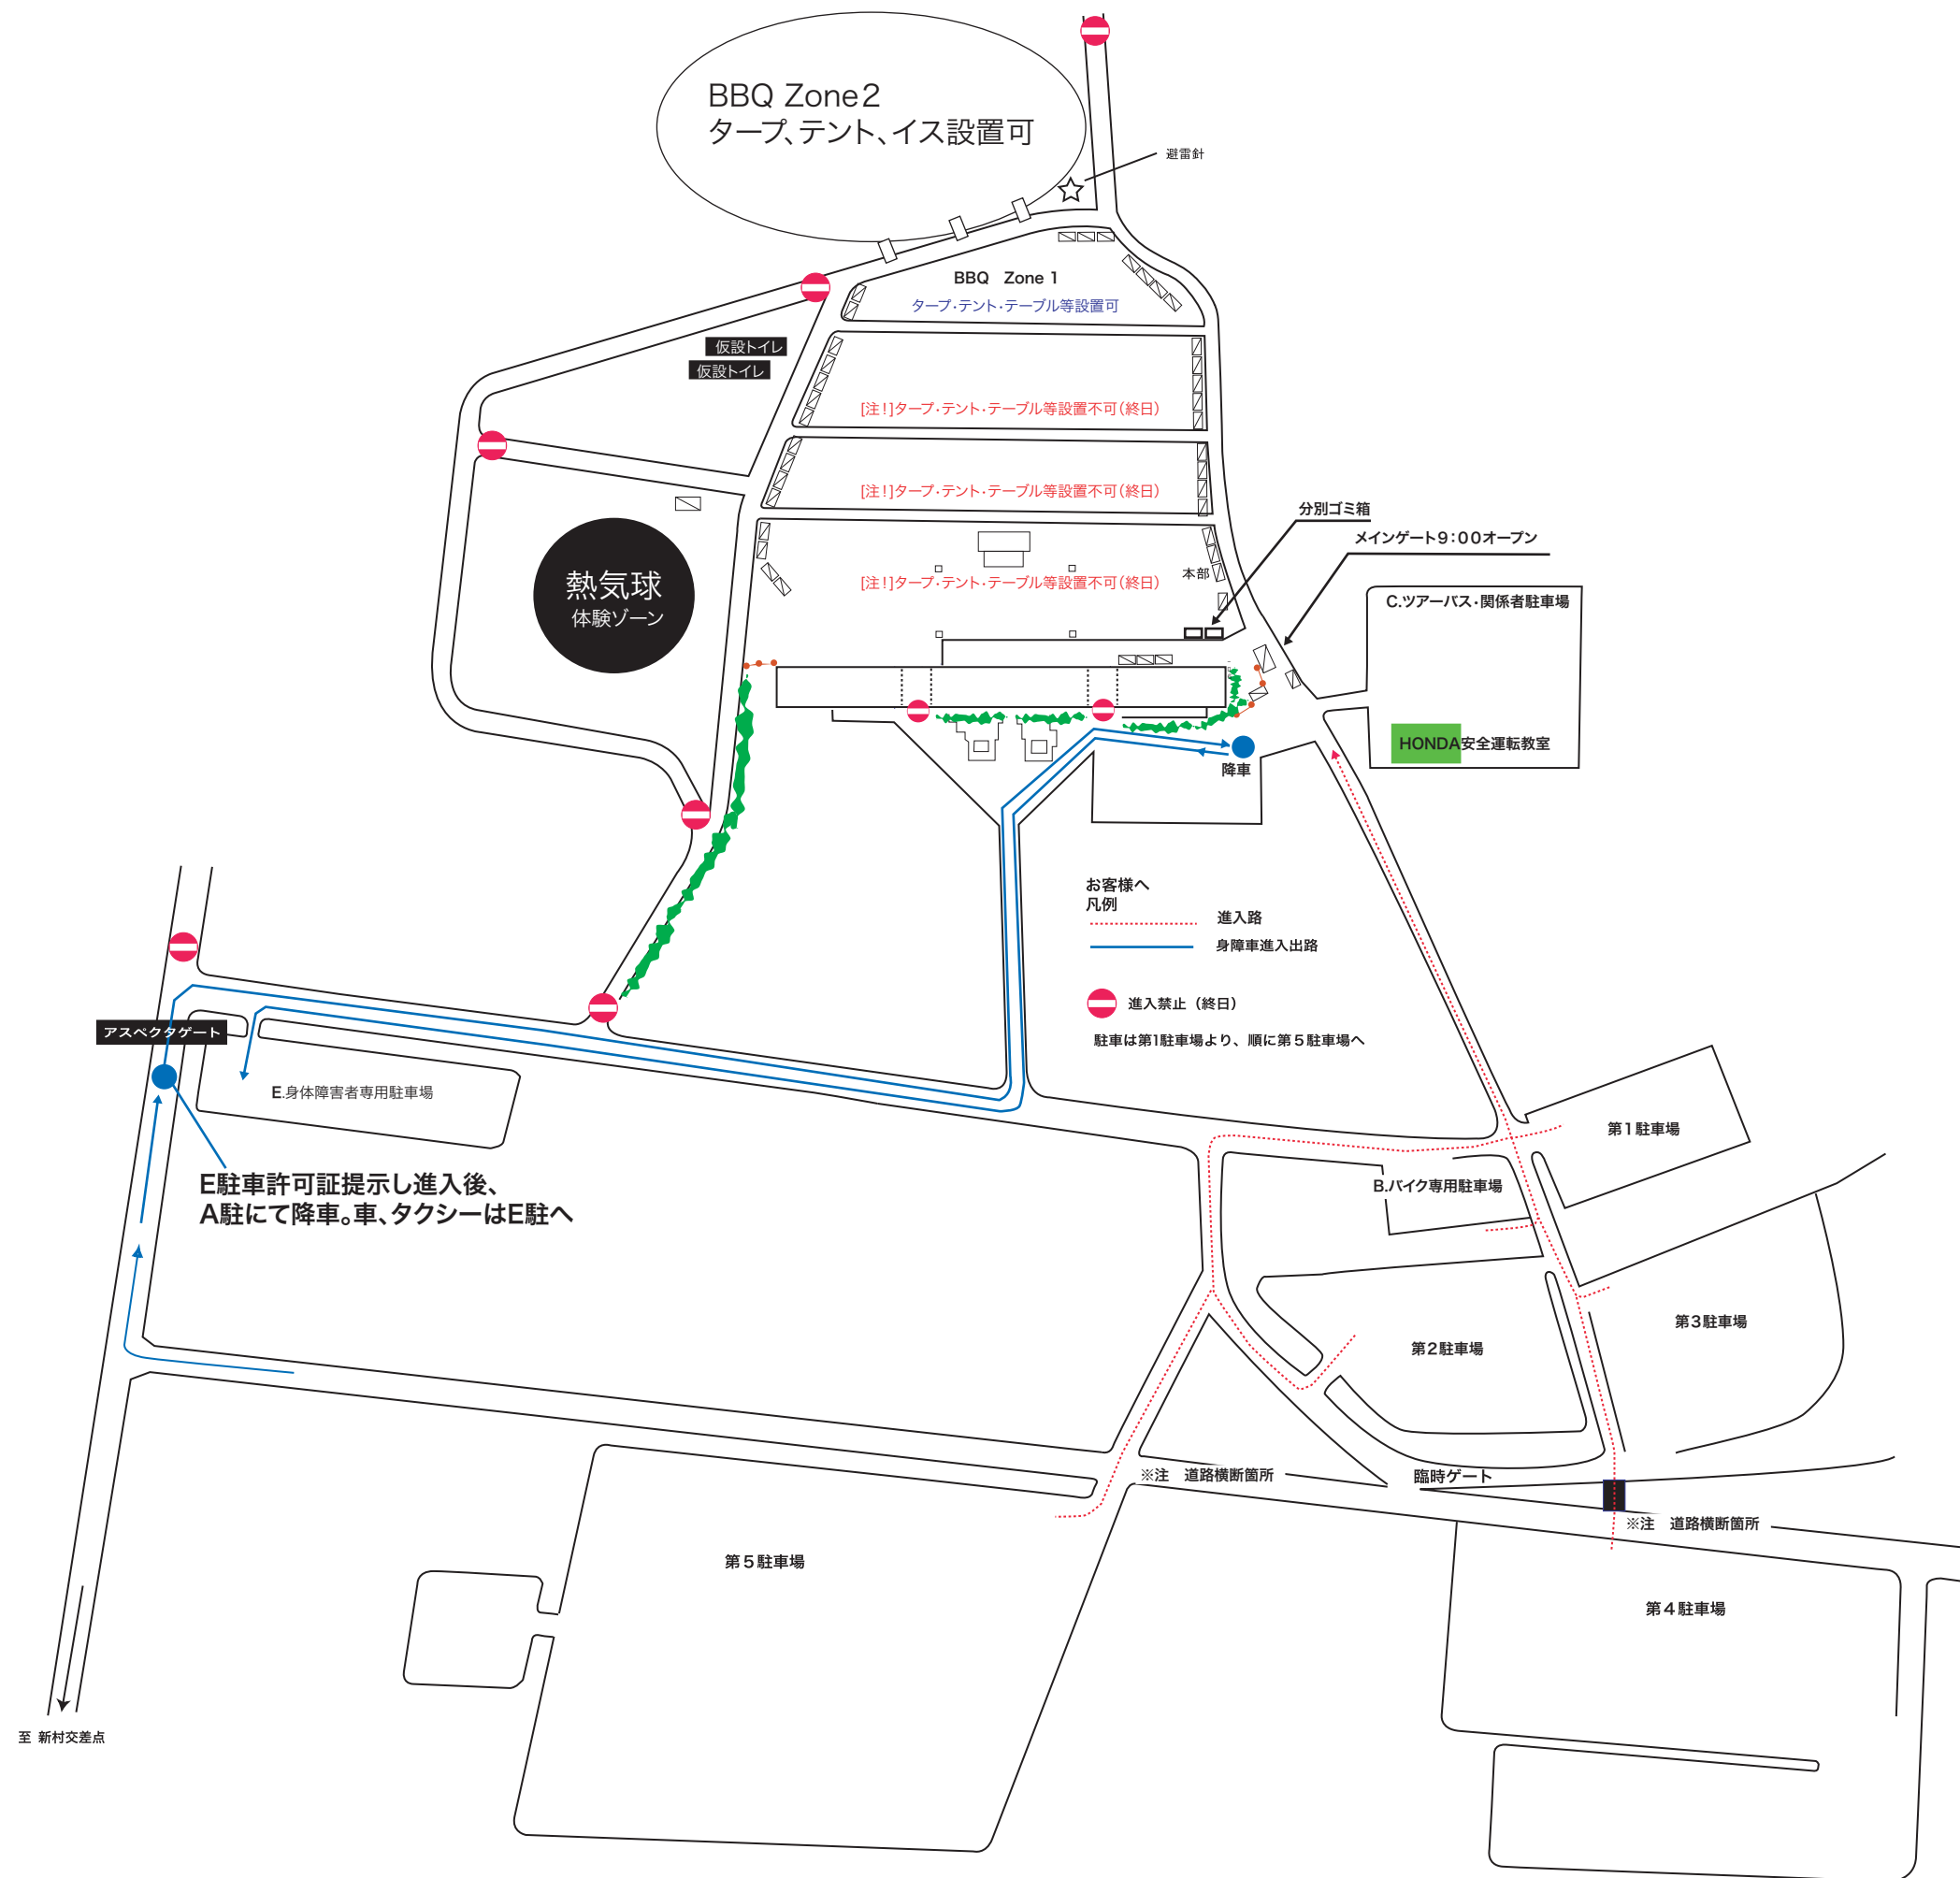 BBQ Zone2
タープ、テント、イス設置可
避雷針
BBQ Zone 1
タープ・テント・テーブル等設置可
仮設トイレ
仮設トイレ
[注！]タープ・テント・テーブル等設置不可（終日）
[注！]タープ・テント・テーブル等設置不可（終日）
分別ゴミ箱
メインゲート９：００オープン
熱気球
体験ゾーン
本部
[注！]タープ・テント・テーブル等設置不可（終日）
C.ツアーバス・関係者駐車場
HONDA安全運転教室
降車
お客様へ
凡例
進入路
身障車進入出路
進入禁止（終日）
駐車は第1駐車場より、順に第５駐車場へ
アスペクタゲート
E.身体障害者専用駐車場
E駐車許可証提示し進入後、
A駐にて降車。車、タクシーはE駐へ
第１駐車場
B.バイク専用駐車場
第３駐車場
第２駐車場
※注　道路横断箇所
臨時ゲート
※注　道路横断箇所
第５駐車場
第４駐車場
至 新村交差点